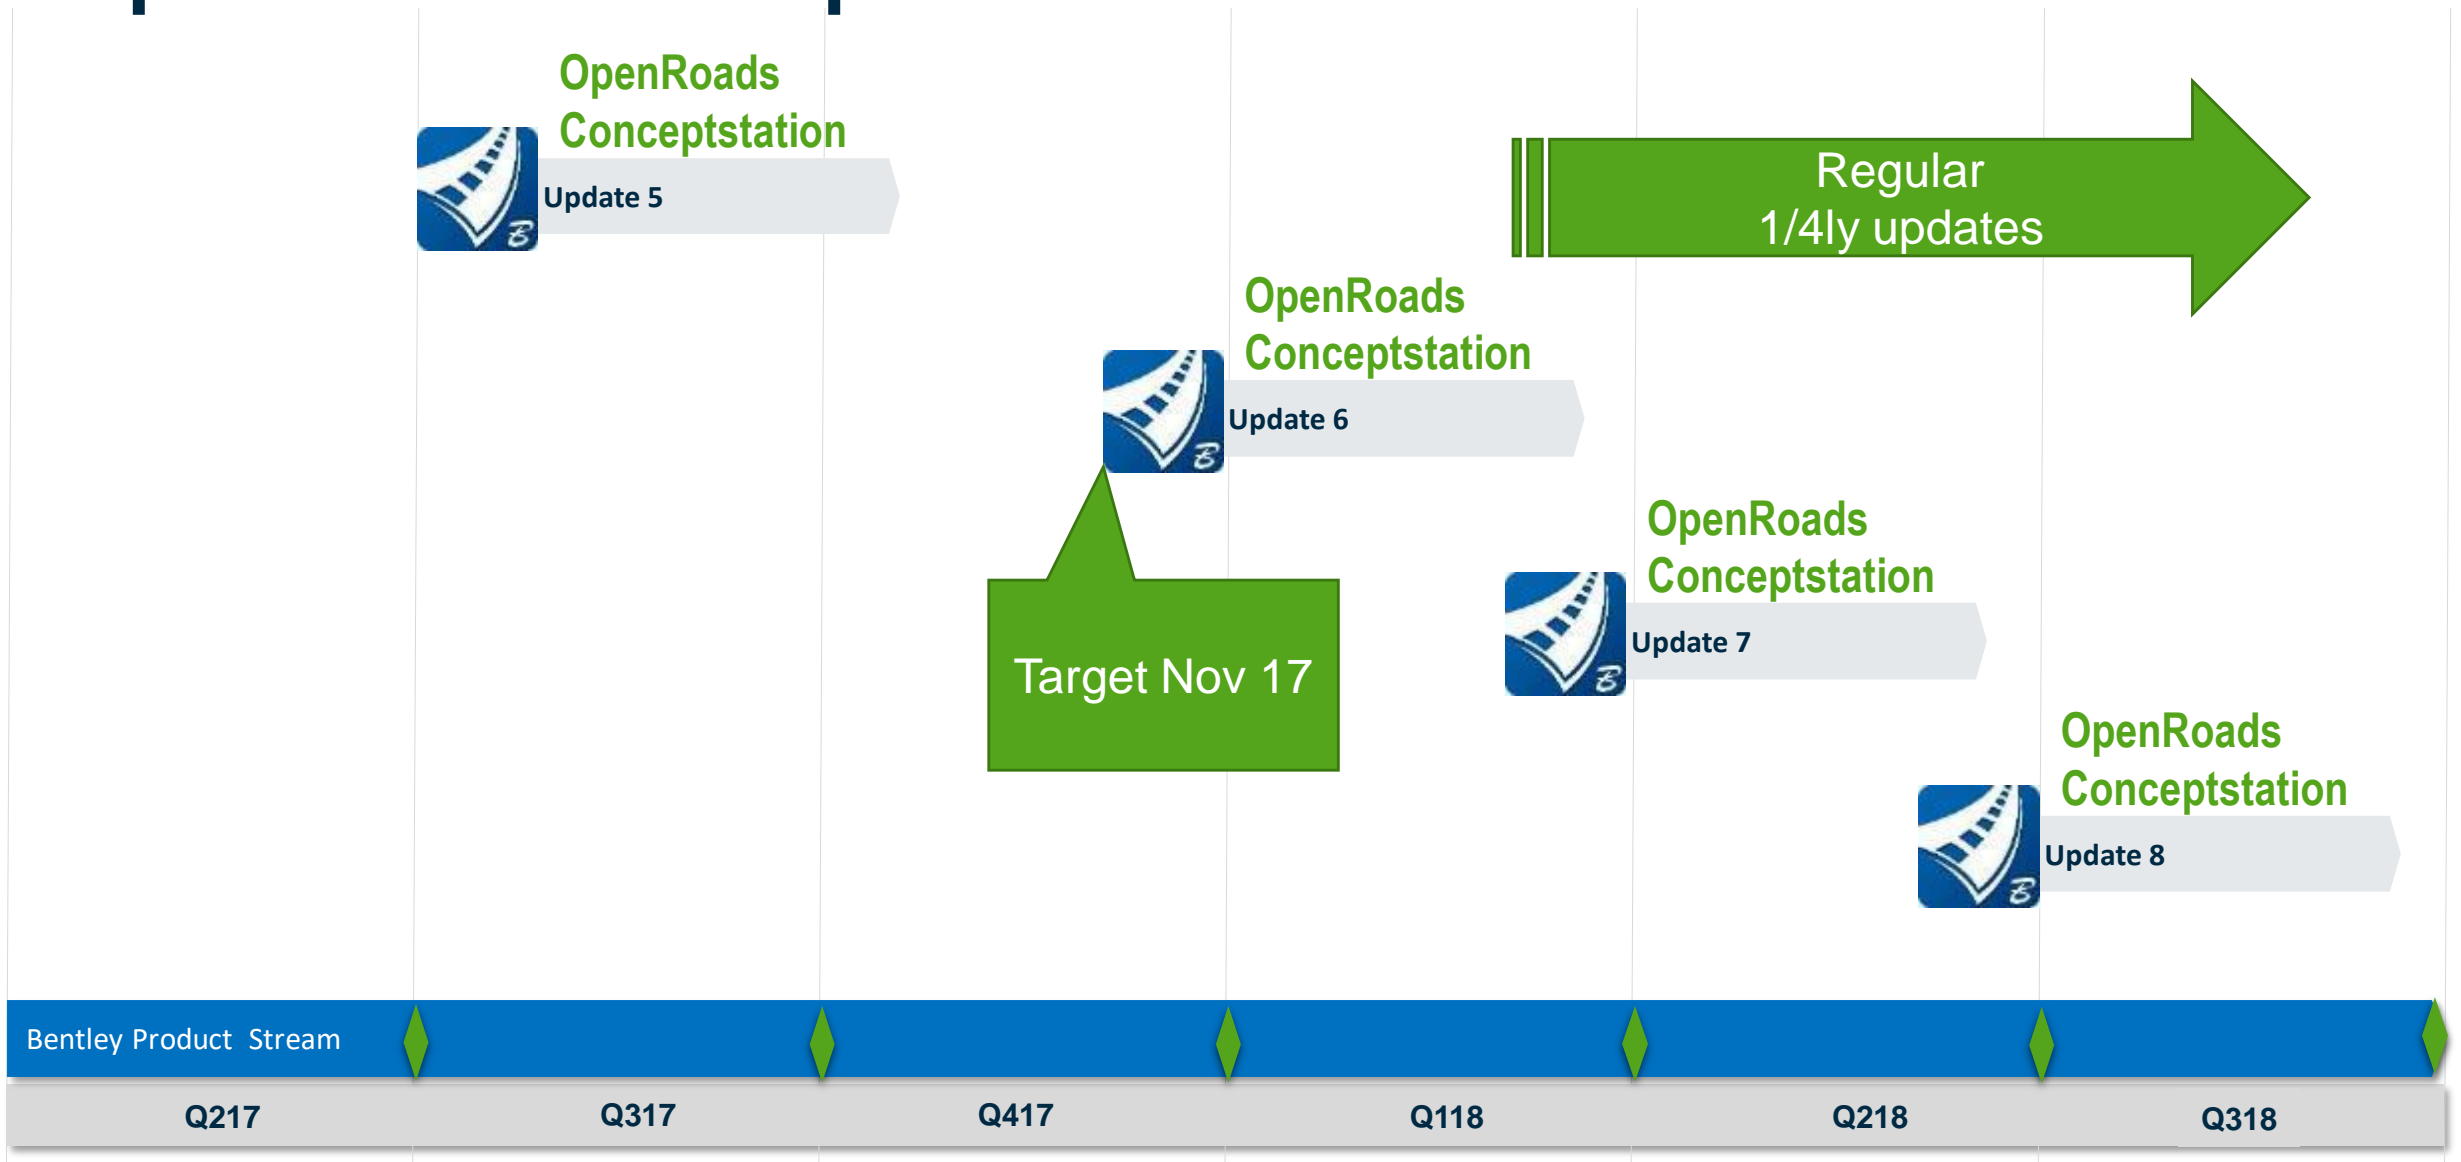 OpenRoads
Conceptstation
Update 5
Regular
1/4ly updates
OpenRoads
Conceptstation
Update 6
Target Nov 17
OpenRoads
Conceptstation
Update 7
OpenRoads
Conceptstation
Update 8
Bentley Product Stream
Q217 Q317 Q417 Q118 Q218 Q318